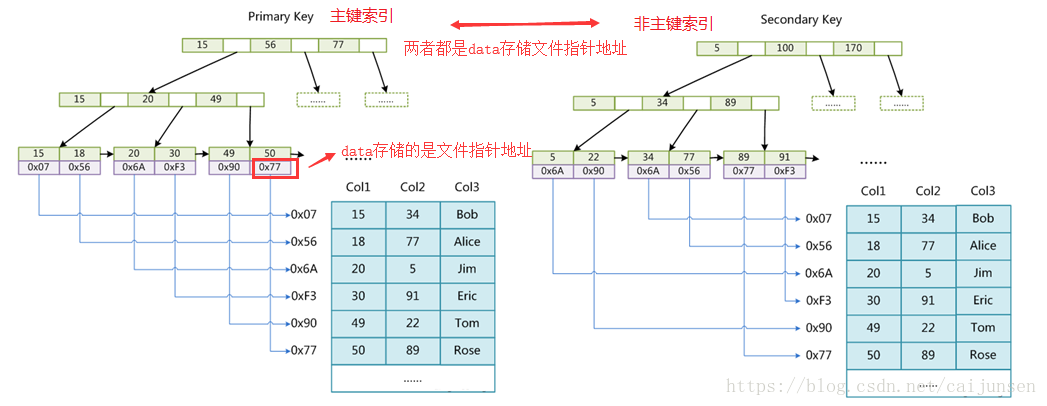 Primary Key 主键索引
非主键索引 Secondary Key
两者都是data存储文件指针地址
15 56 77
5 100 170
15 20 49
……
……
5 34 89
……
……
15 18 20 30 49 50
0x07 0x56 0x6A 0xF3 0x90 0x77
data存储的是文件指针地址
……
5 22 34 77 89 91
0x6A 0x90 0x6A 0x56 0x77 0xF3
……
Col1 Col2 Col3
0x07 15 34 Bob
0x56 18 77 Alice
0x6A 20 5 Jim
0xF3 30 91 Eric
0x90 49 22 Tom
0x77 50 89 Rose
……
Col1 Col2 Col3
0x07 15 34 Bob
0x56 18 77 Alice
0x6A 20 5 Jim
0xF3 30 91 Eric
0x90 49 22 Tom
0x77 50 89 Rose
……
https://blog.csdn.net/caijunsen